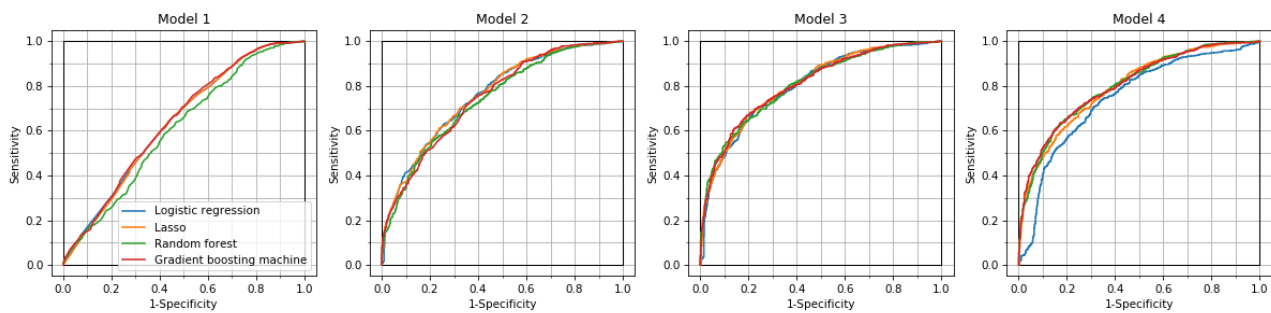 Model 1
1.0
0.8
0.6
0.4
0.2
0.0
Sensitivity
Logistic regression
Lasso
Random forest
Gradient boosting machine
0.0 0.2 0.4 0.6 0.8 1.0
1-Specificity
Model 2
1.0
0.8
0.6
0.4
0.2
0.0
Sensitivity
0.0 0.2 0.4 0.6 0.8 1.0
1-Specificity
Model 3
1.0
0.8
0.6
0.4
0.2
0.0
Sensitivity
0.0 0.2 0.4 0.6 0.8 1.0
1-Specificity
Model 4
1.0
0.8
0.6
0.4
0.2
0.0
Sensitivity
0.0 0.2 0.4 0.6 0.8 1.0
1-Specificity